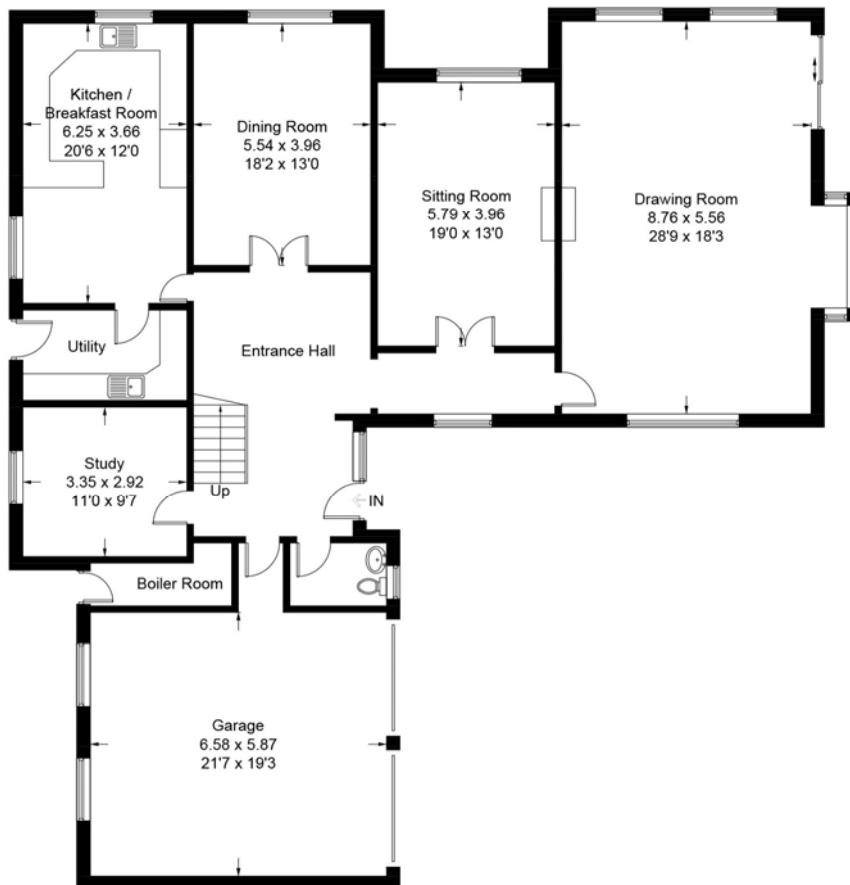 Kitchen /
Breakfast Room
6.25 x 3.66
20'6 x 12'0
Dining Room
5.54 x 3.96
18'2 x 13'0
Sitting Room
5.79 x 3.96
19'0 x 13'0
Drawing Room
8.76 x 5.56
28'9 x 18'3
Utility
Entrance Hall
Study
3.35 x 2.92
11'0 x 9'7
Up
IN
Boiler Room
Garage
6.58 x 5.87
21'7 x 19'3